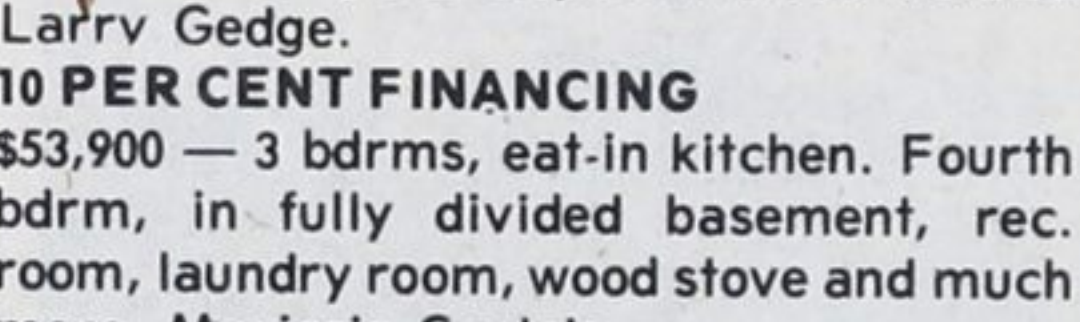 Larry Gedge.
10 PER CENT FINANCING
$53,900 — 3 bdrms, eat-in kitchen. Fourth
bdrm, in fully divided basement, rec.
room, laundry room, wood stove and much